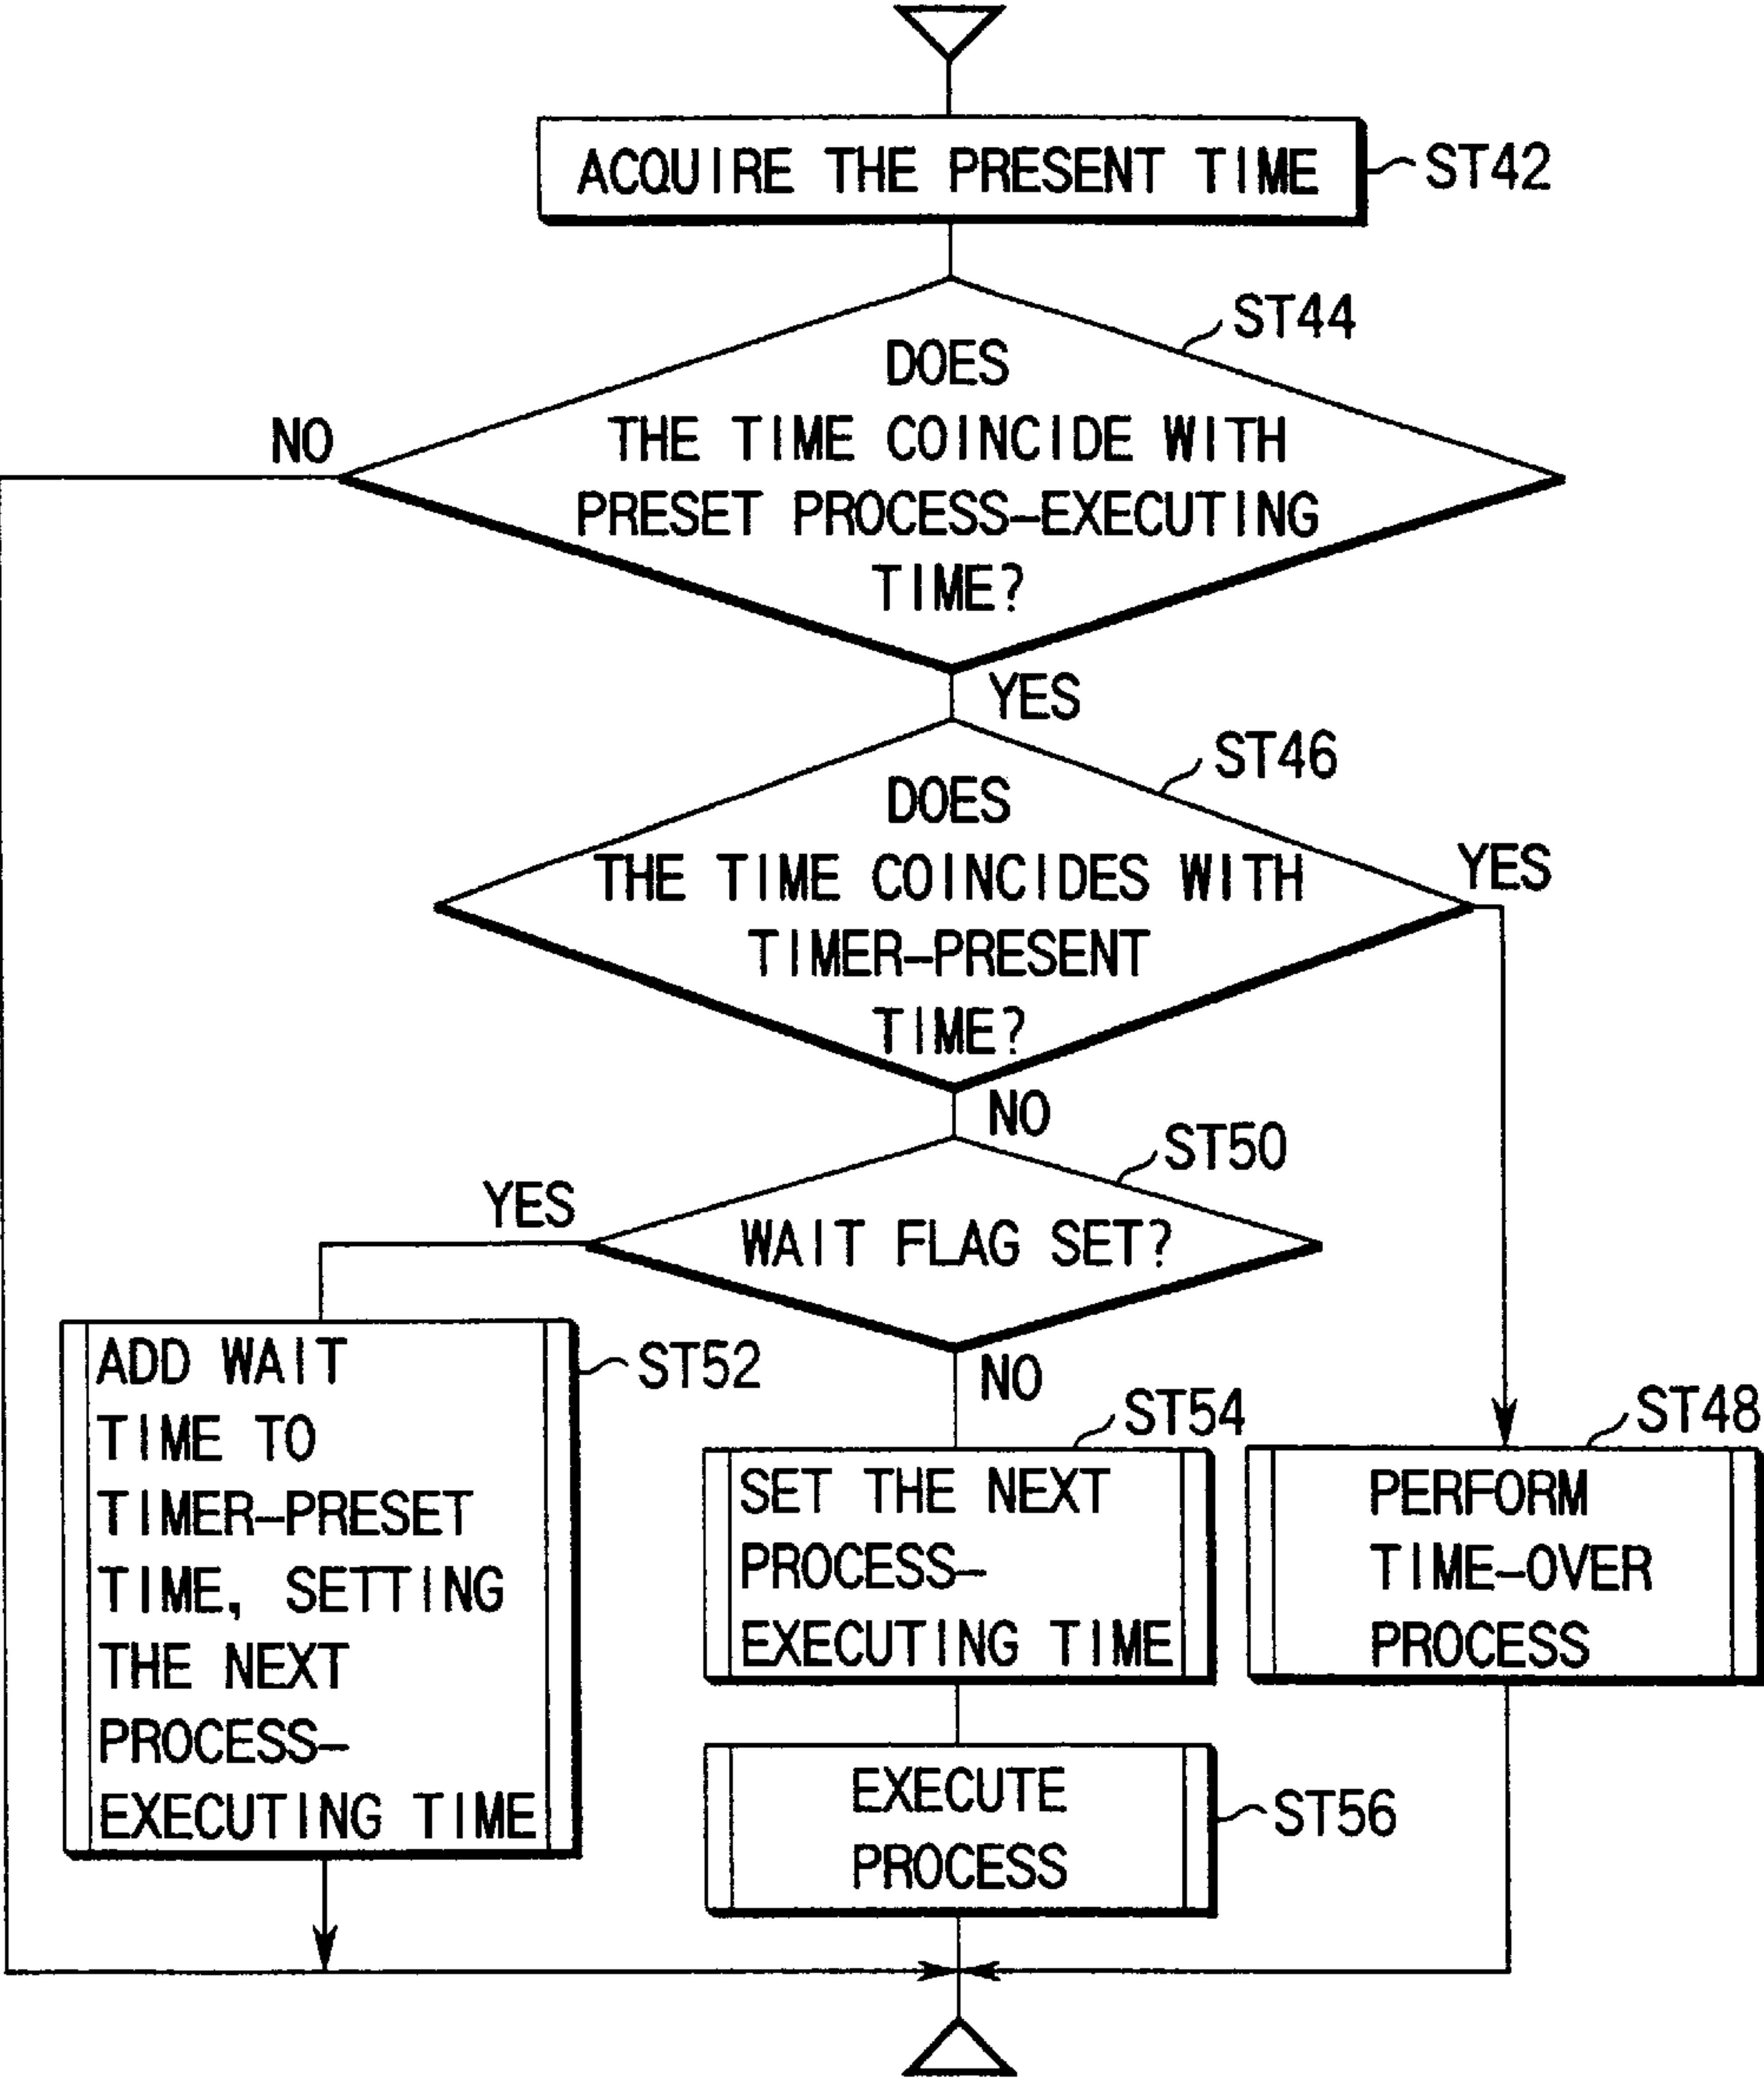 ACQUIRE THE PRESENT TIME
ST42
ST44
DOES
THE TIME COINCIDE WITH
PRESET PROCESS-EXECUTING
TIME?
NO
YES
ST46
DOES
THE TIME COINCIDES WITH
TIMER-PRESENT
TIME?
YES
NO
ST50
WAIT FLAG SET?
YES
NO
ADD WAIT
TIME TO
TIMER-PRESET
TIME, SETTING
THE NEXT
PROCESS-
EXECUTING TIME
ST52
ST54
SET THE NEXT
PROCESS-
EXECUTING TIME
ST48
PERFORM
TIME-OVER
PROCESS
EXECUTE
PROCESS
ST56